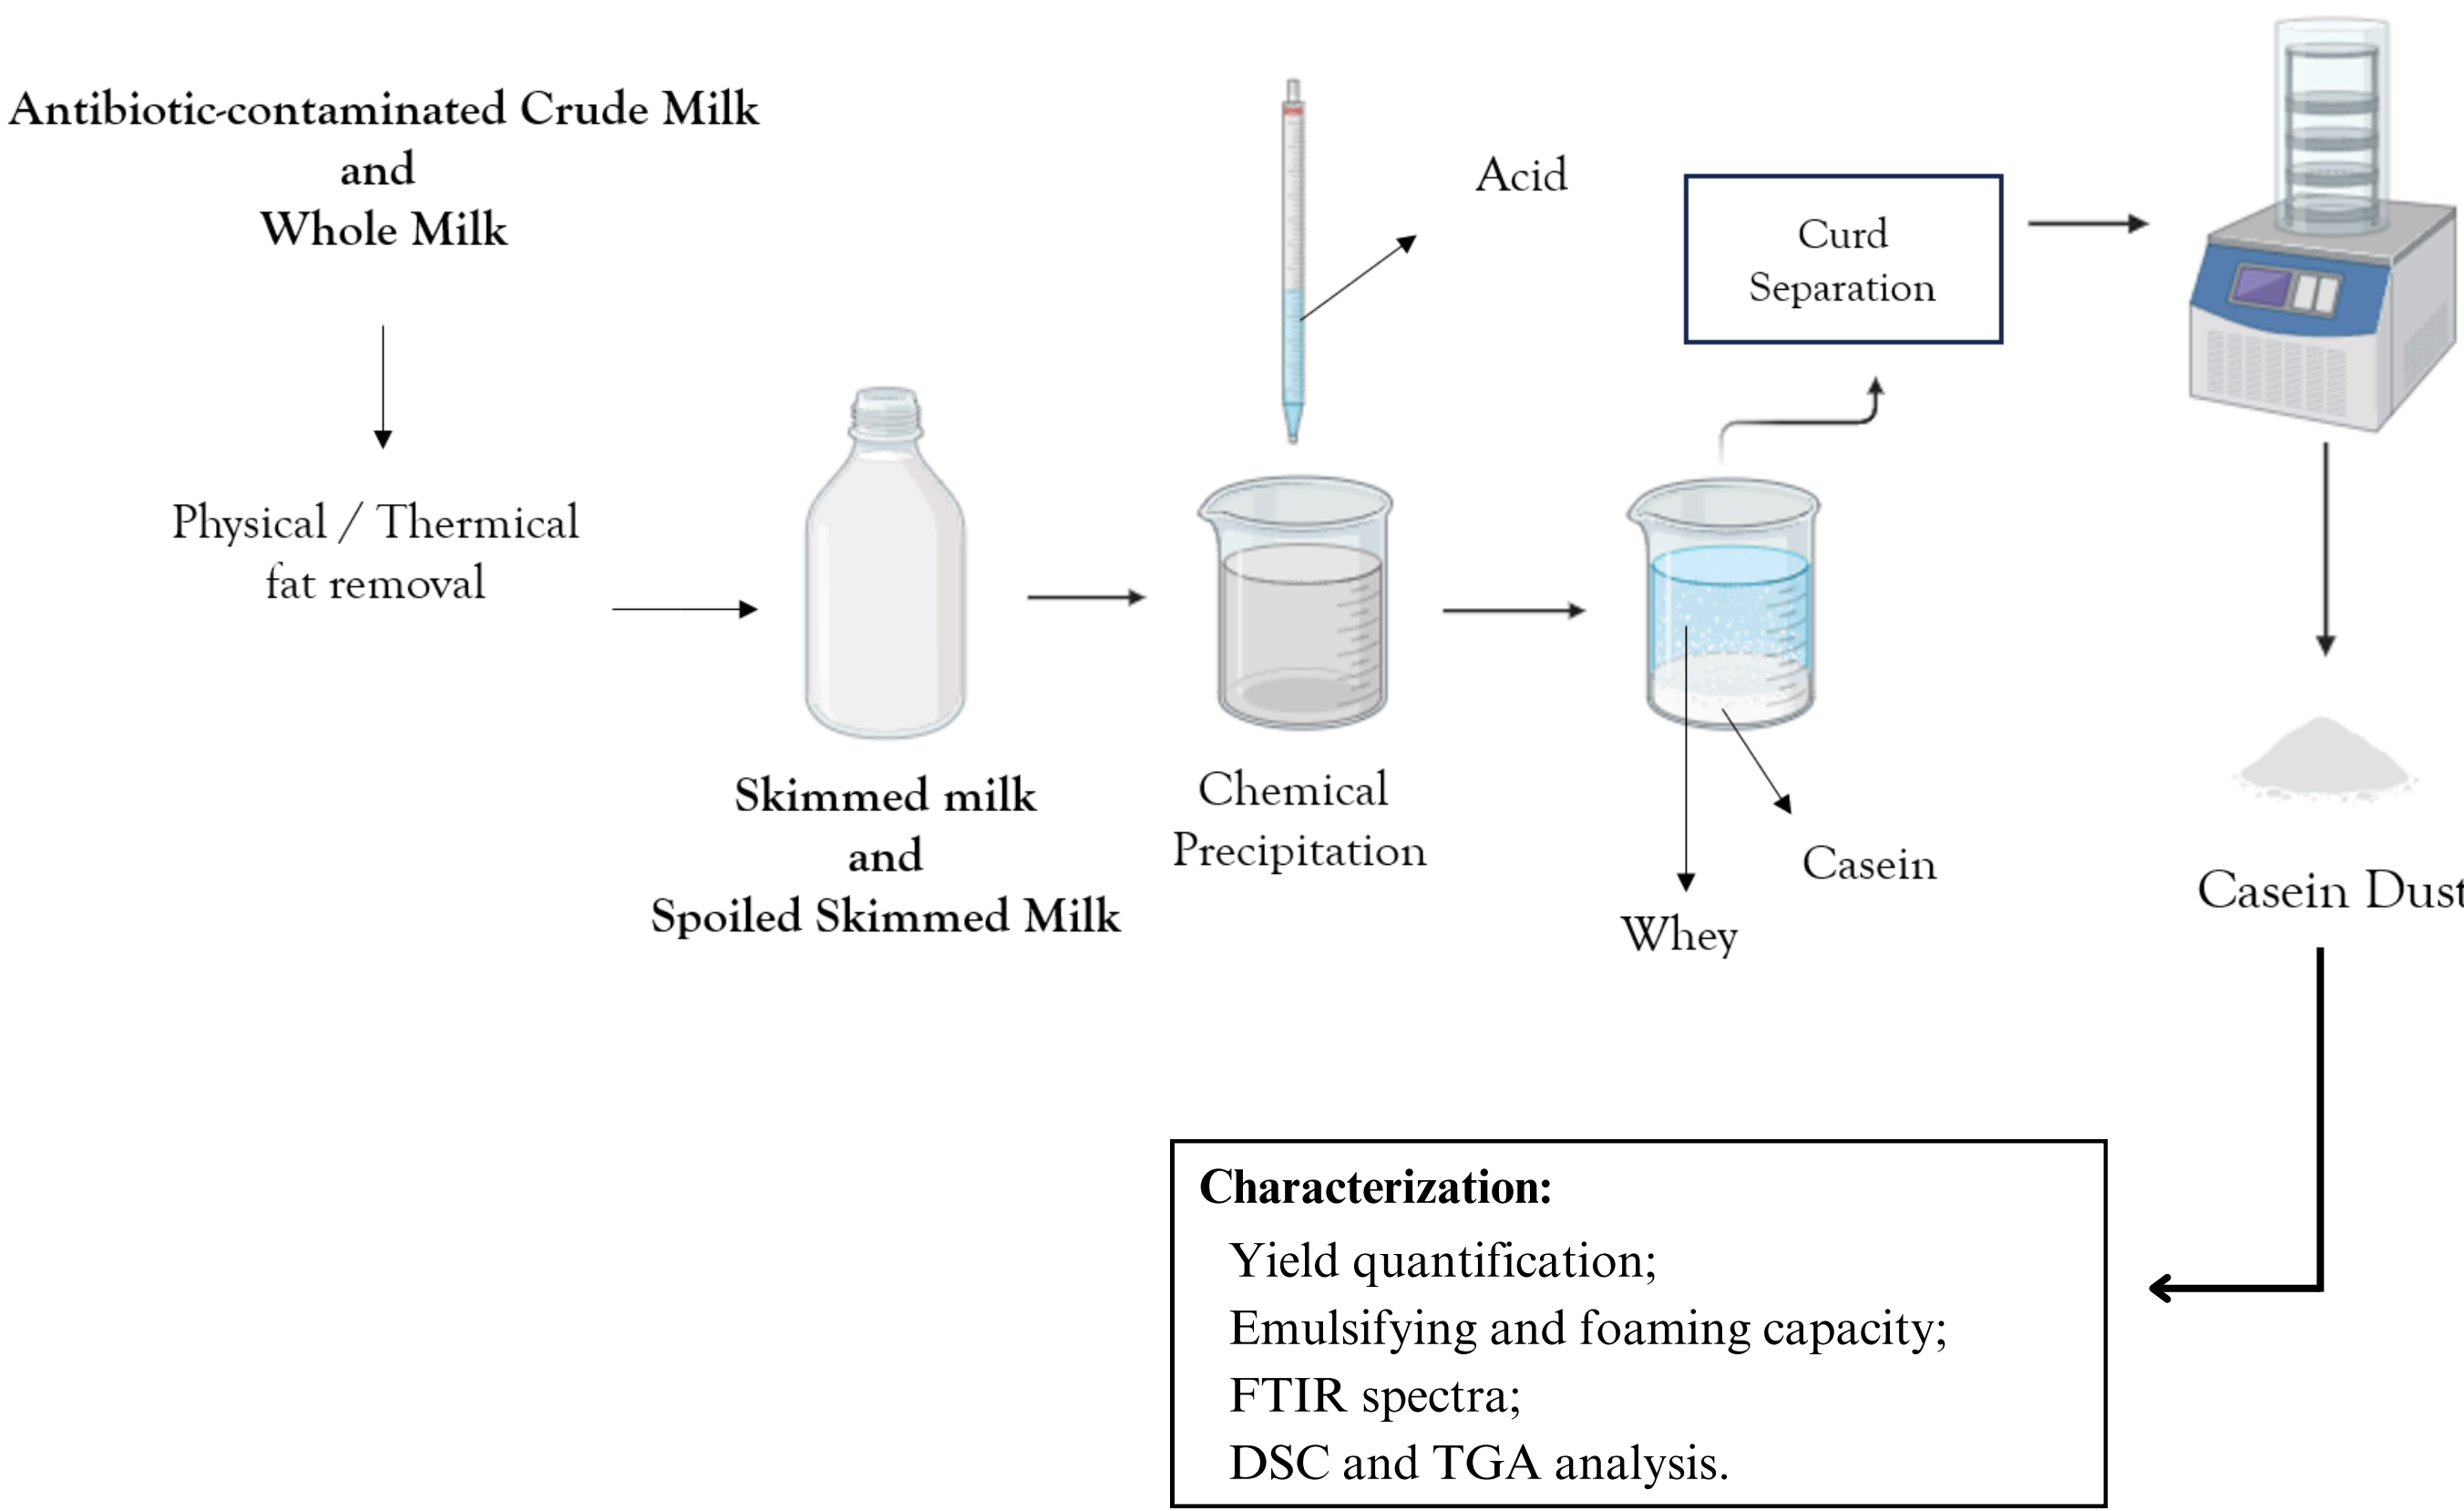 Antibiotic-contaminated Crude Milk
and
Whole Milk
Physical / Thermical
fat removal
Skimmed milk
and
Spoiled Skimmed Milk
Acid
Chemical
Precipitation
Curd
Separation
Whey
Casein
Casein Dust
Characterization:
Yield quantification;
Emulsifying and foaming capacity;
FTIR spectra;
DSC and TGA analysis.